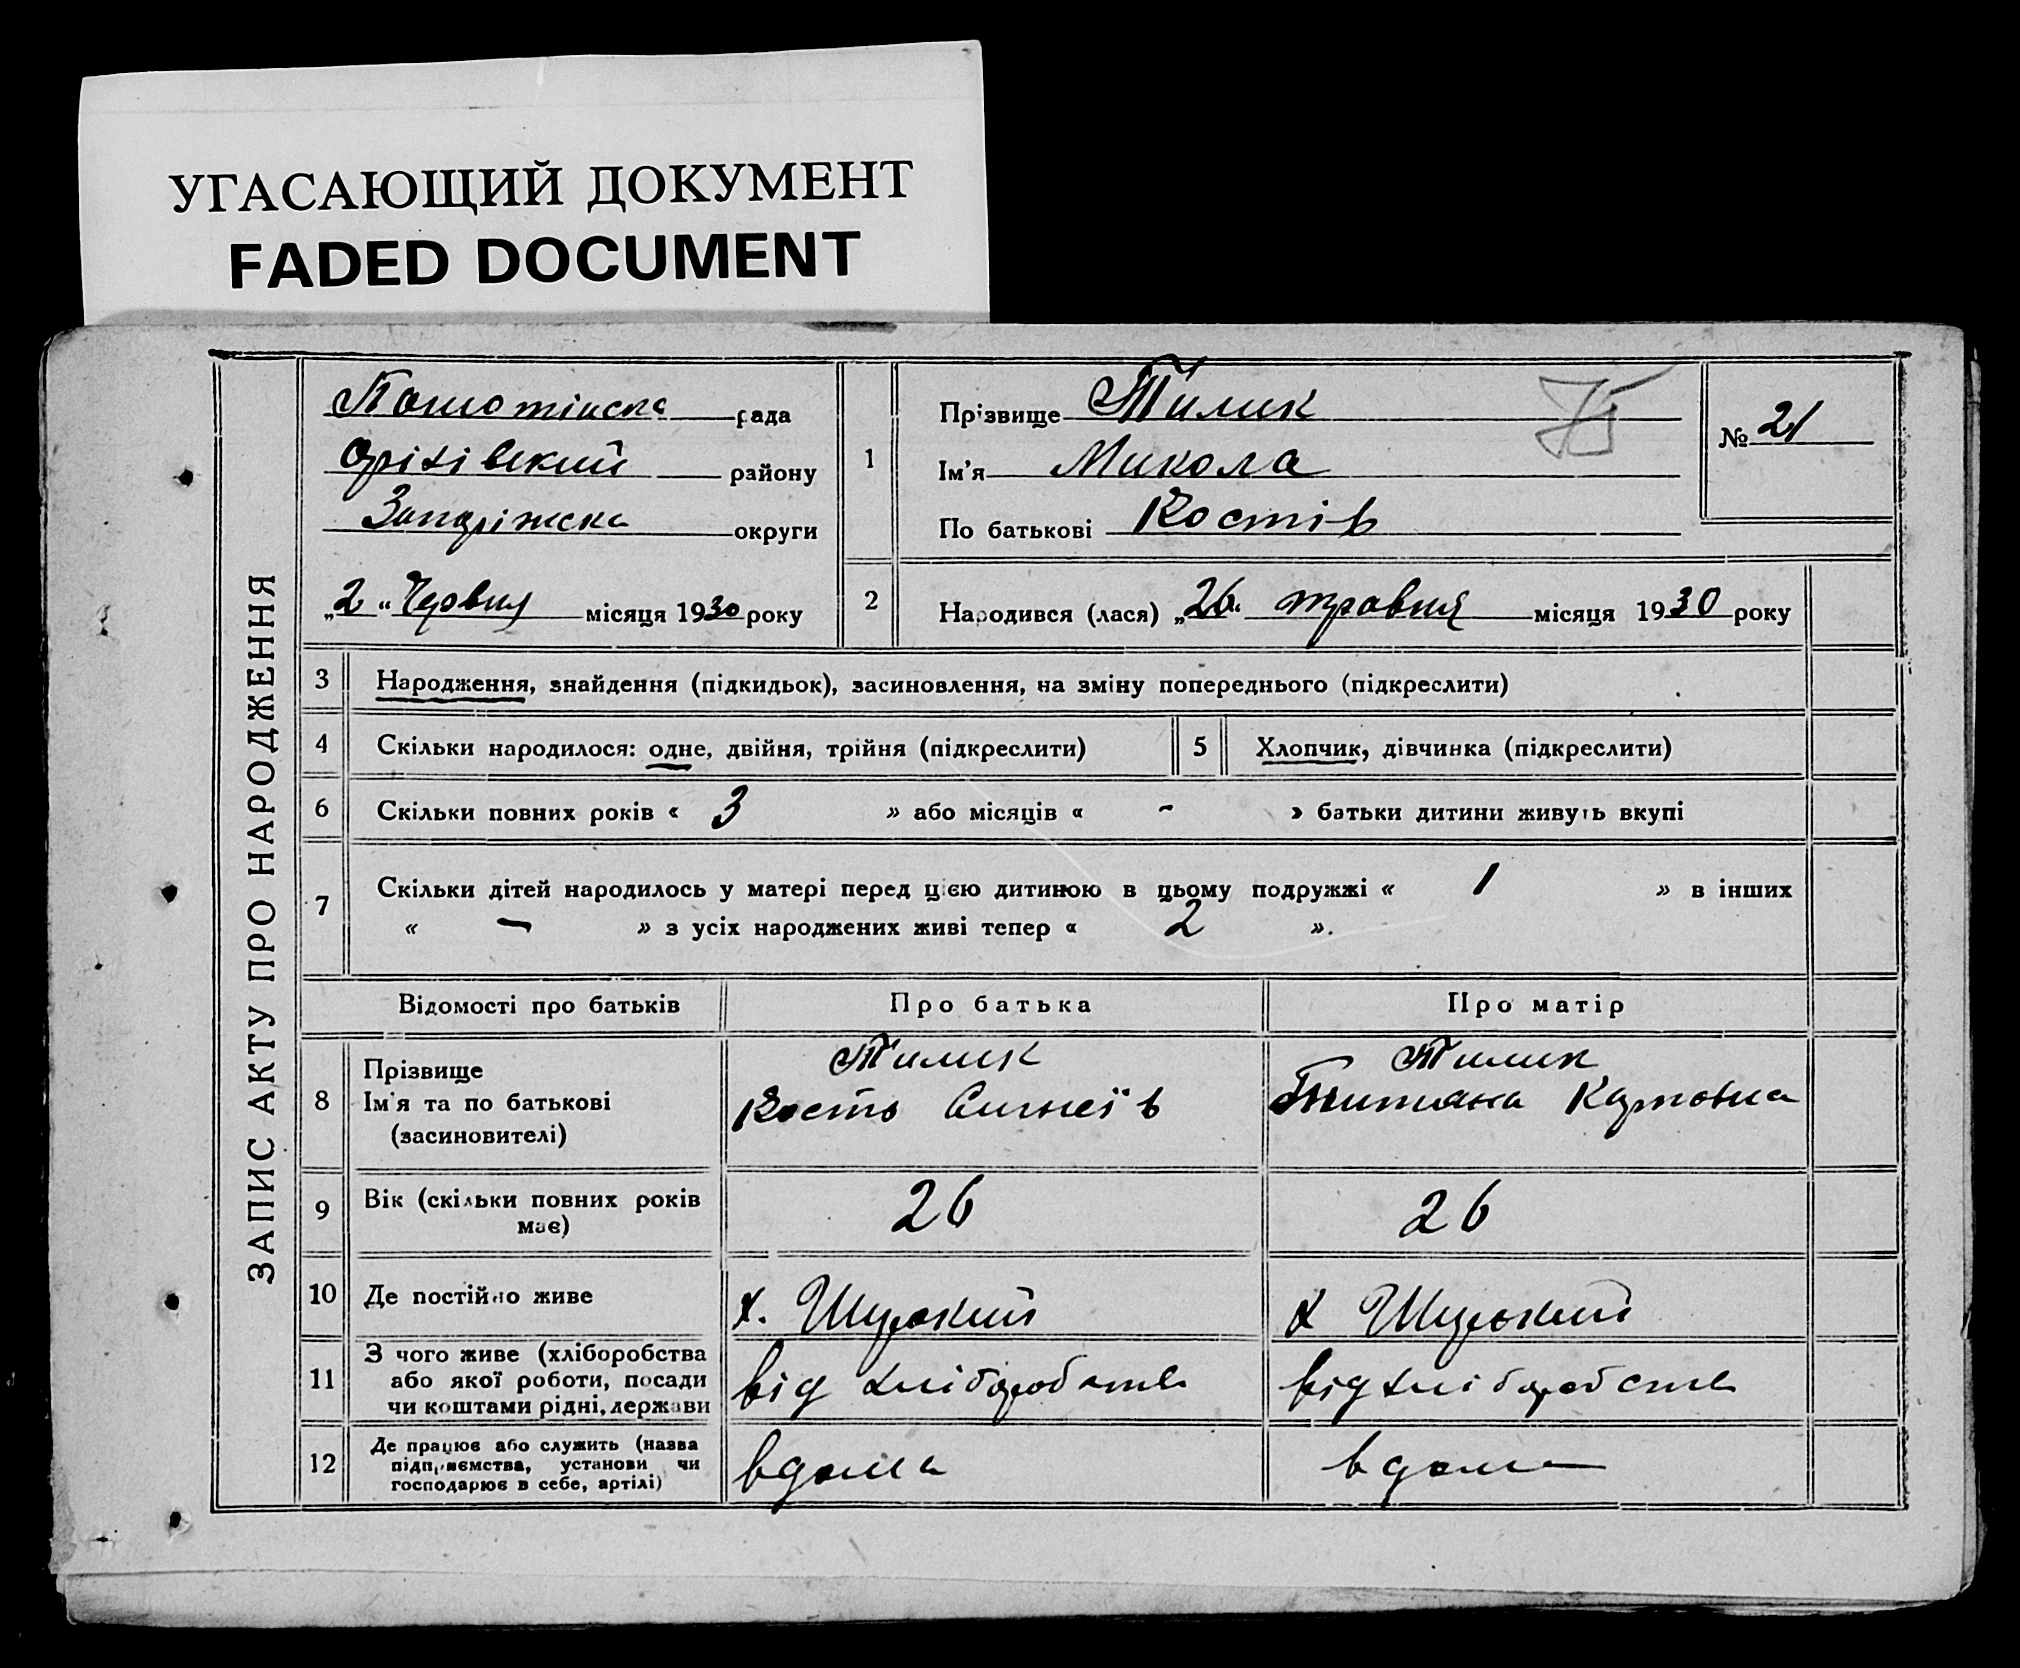 УГАСАЮЩИЙ ДОКУМЕНТ
FADED DOCUMENT
ЗАПИС АКТУ ПРО НАРОДЖЕННЯ
рада
Оріхівский району
Запоріжска округи
„2“ Червня місяця 1930 року
1
Прізвище Тилик
Ім'я Микола
По батькові Костів
№ 21
2
Народився (лася) „26“ травня місяця 1930 року
3 Народження, знайдення (підкидьок), засиновлення, на зміну попереднього (підкреслити)
4 Скільки народилося: одне, двійня, трійня (підкреслити)
5 Хлопчик, дівчинка (підкреслити)
6 Скільки повних років « 3 » або місяців « - » батьки дитини живуть вкупі
7 Скільки дітей народилось у матері перед цією дитиною в цьому подружжі « 1 » в інших
« — » з усіх народжених живі тепер « 2 ».
Відомості про батьків Про батька Про матір
8
Прізвище
Ім'я та по батькові
(засиновителі)
Тилик
Кость
Тилик
Титяна Карповна
9
Вік (скільки повних років
має)
26
26
10 Де постійно живе
х. Шурский
х Шурский
11
З чого живе (хліборобства
або якої роботи, посади
чи коштами рідні, держави
від хліборобства
від хліборобства
12
Де працює або служить (назва
підприємства, установи чи
господарює в себе, артілі)
вдома
вдома